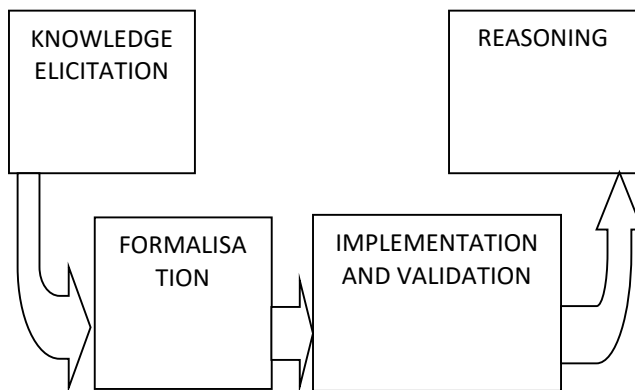 KNOWLEDGE
ELICITATION
REASONING
FORMALISA
TION
IMPLEMENTATION
AND VALIDATION